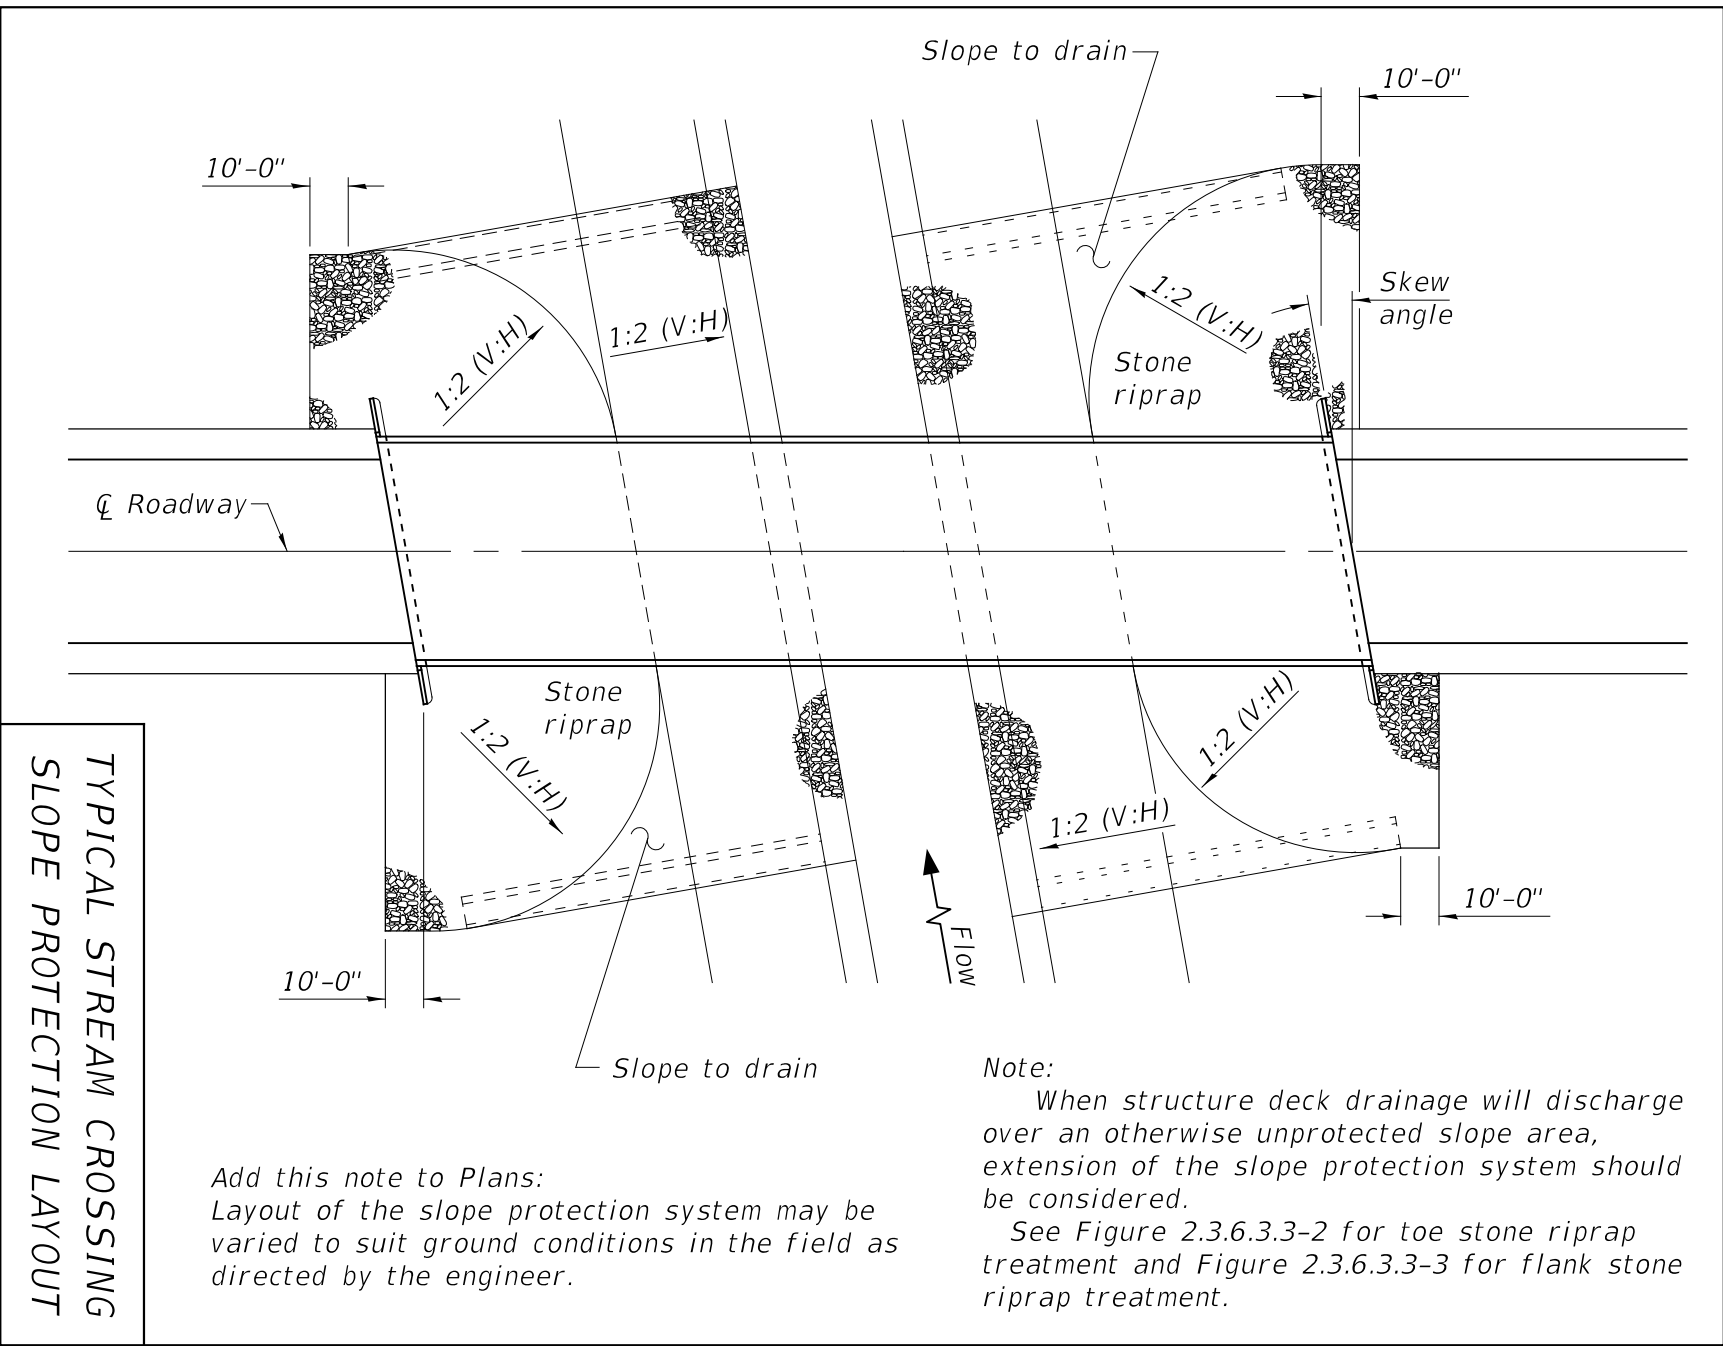 Slope to drain
10'-0"
10'-0"
Skew
angle
1:2 (V:H)
1:2 (V:H)
1:2 (V:H)
Stone
riprap
℄ Roadway
Stone
riprap
1:2 (V:H)
1:2 (V:H)
1:2 (V:H)
10'-0"
Flow
10'-0"
Slope to drain
Note:
When structure deck drainage will discharge
over an otherwise unprotected slope area,
extension of the slope protection system should
be considered.
See Figure 2.3.6.3.3-2 for toe stone riprap
treatment and Figure 2.3.6.3.3-3 for flank stone
riprap treatment.
Add this note to Plans:
Layout of the slope protection system may be
varied to suit ground conditions in the field as
directed by the engineer.
TYPICAL STREAM CROSSING
SLOPE PROTECTION LAYOUT